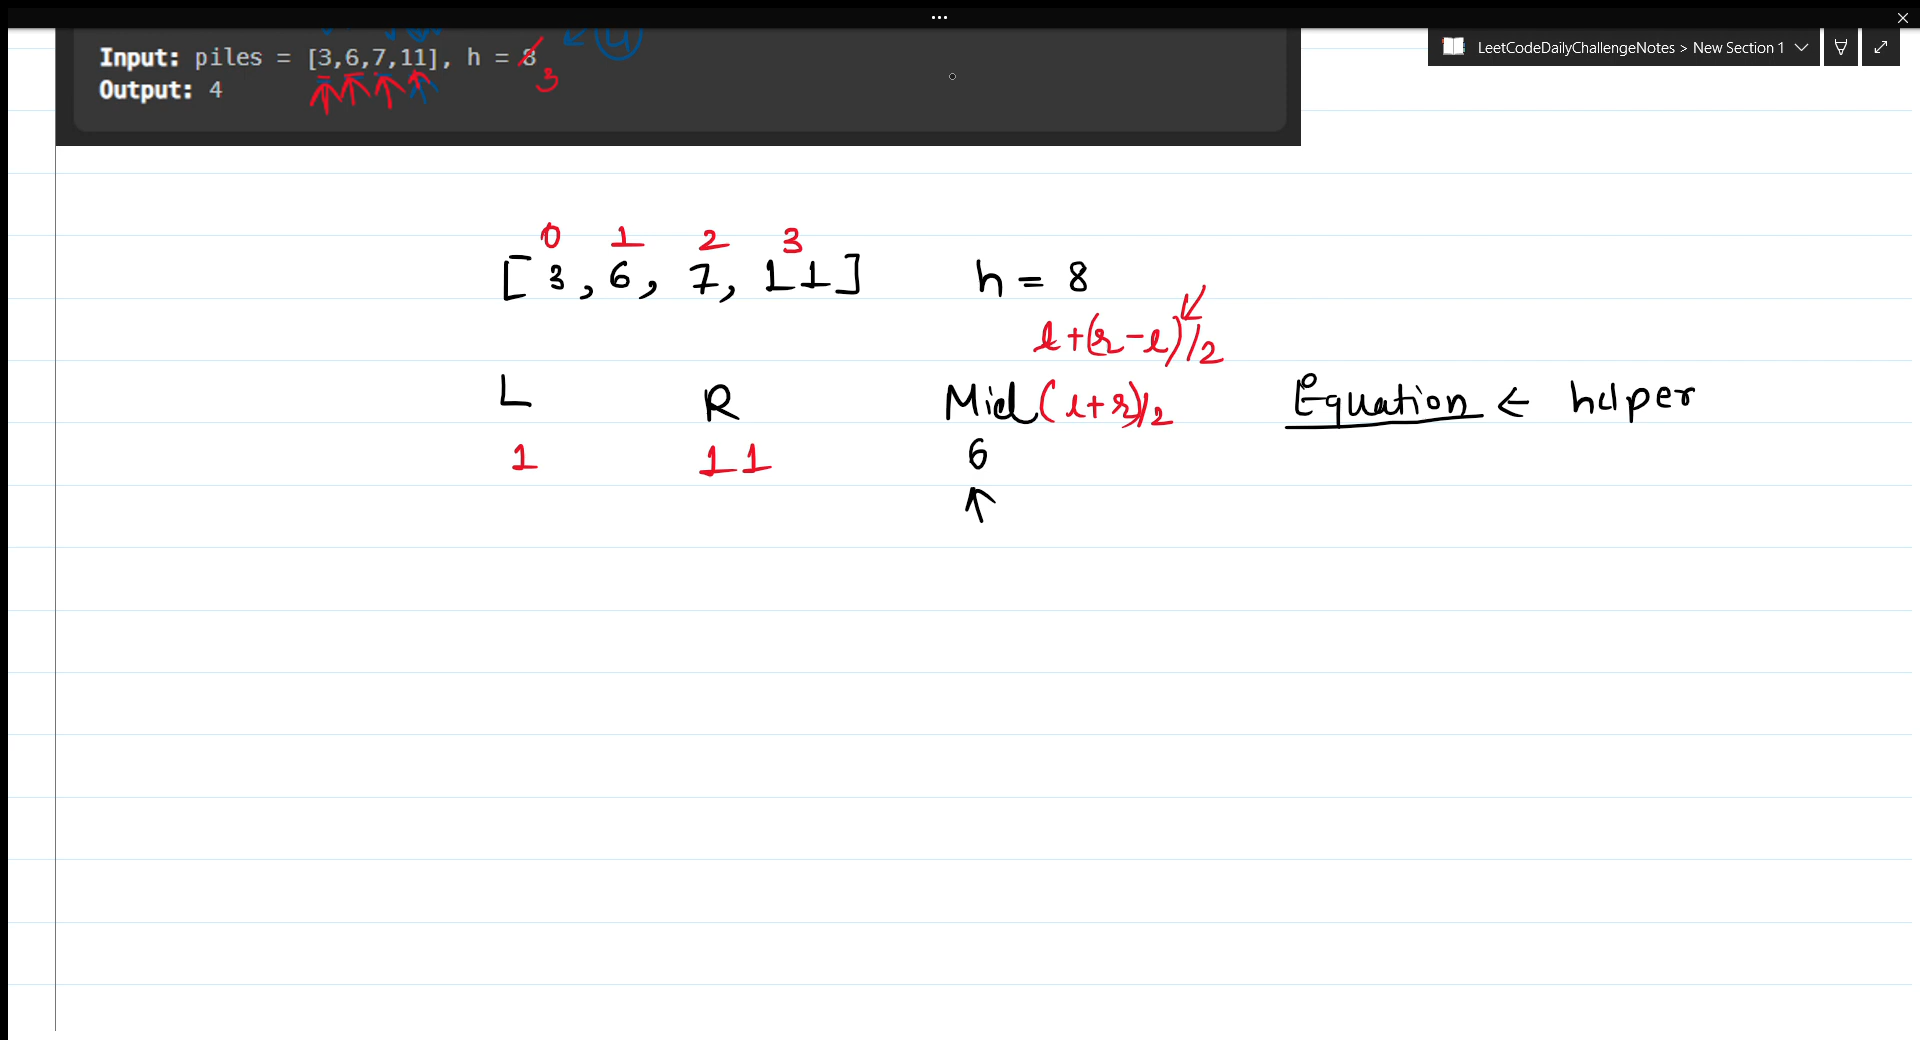 LeetCodeDailyChallengeNotes > New Section 1
Input: piles = [3,6,7,11], h = 8
4
3
Output: 4
0 1 2 3
[3, 6, 7, 11] h = 8
l+(r-l)/2
L R Mid (l+r)/2 Equation ← helper
1 11 6